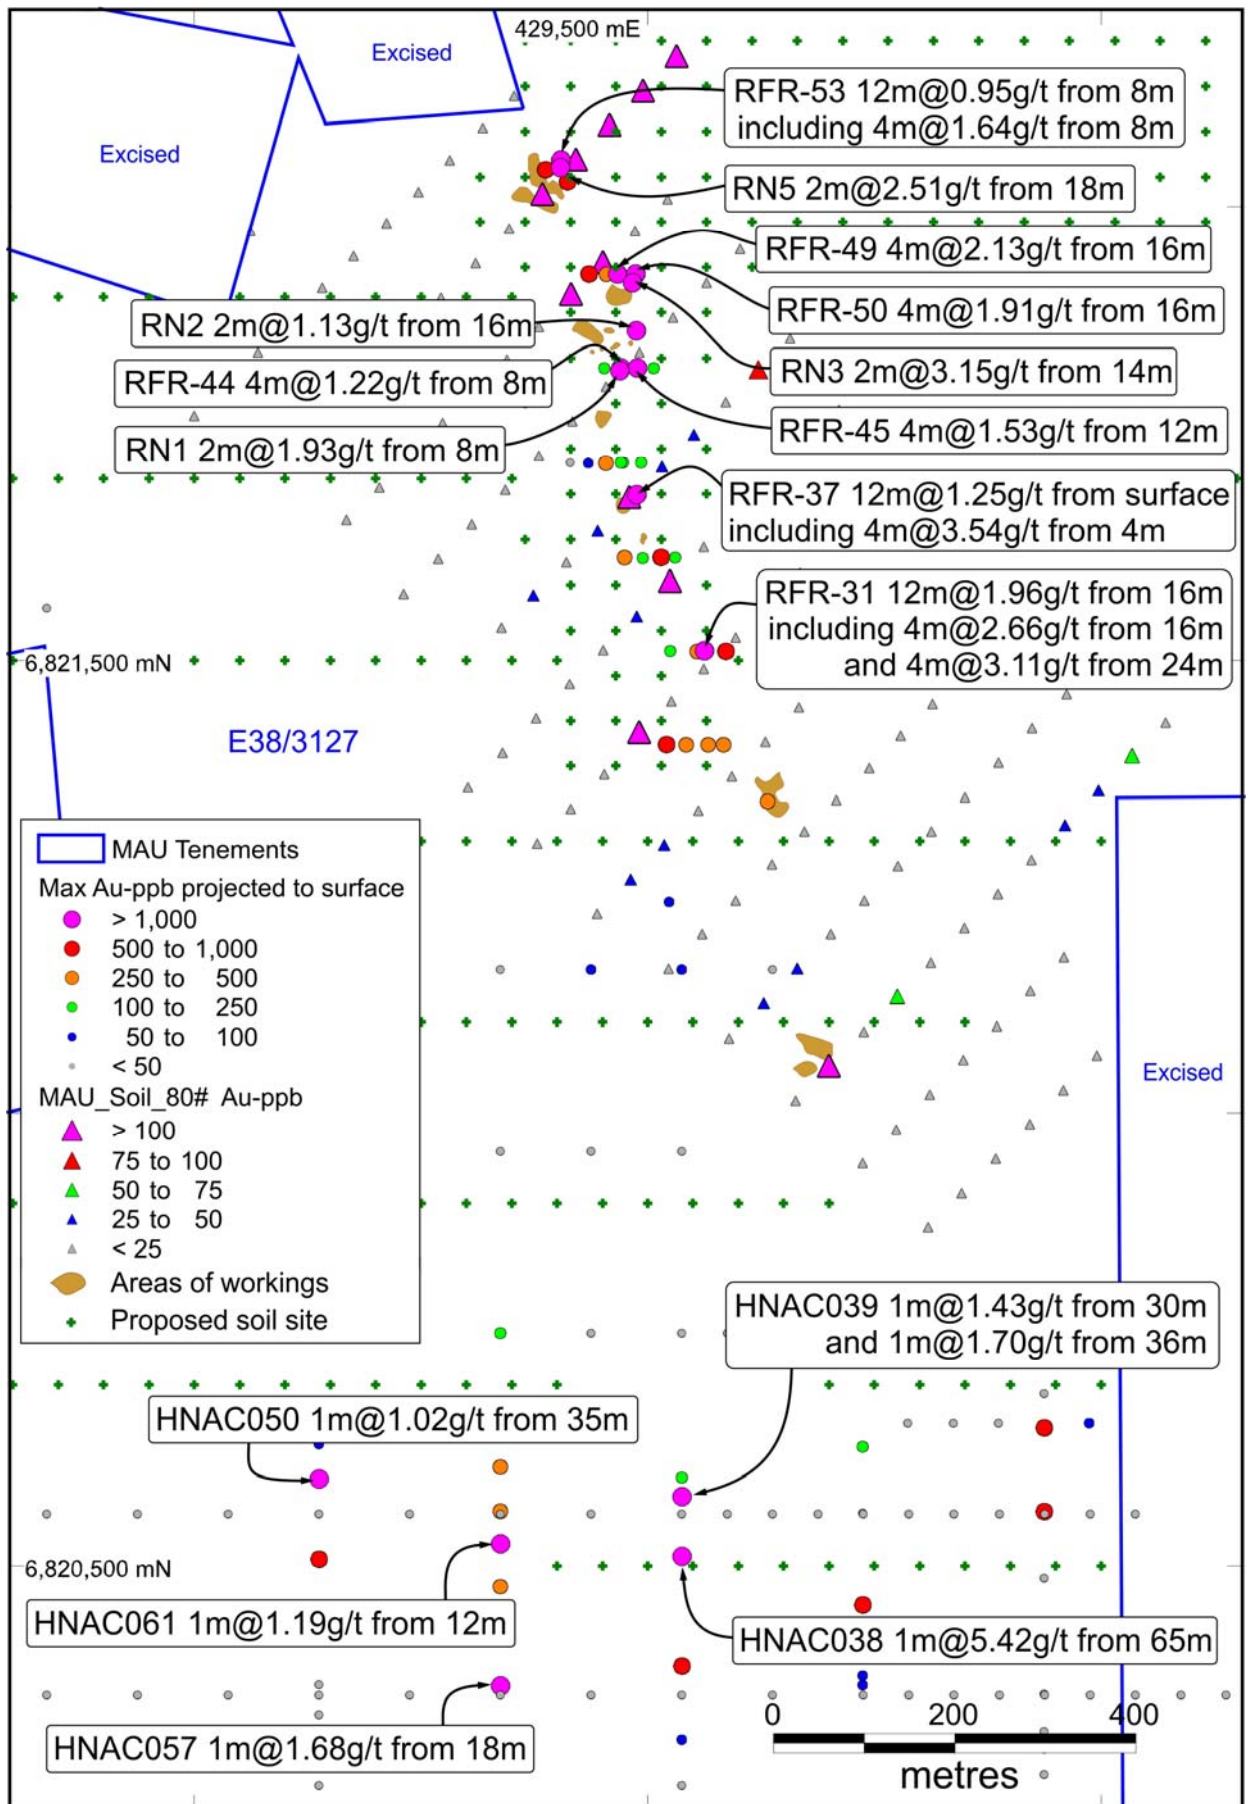 429,500 mE
Excised
Excised
RFR-53 12m@0.95g/t from 8m
including 4m@1.64g/t from 8m
RN5 2m@2.51g/t from 18m
RFR-49 4m@2.13g/t from 16m
RFR-50 4m@1.91g/t from 16m
RN2 2m@1.13g/t from 16m
RN3 2m@3.15g/t from 14m
RFR-44 4m@1.22g/t from 8m
RFR-45 4m@1.53g/t from 12m
RN1 2m@1.93g/t from 8m
RFR-37 12m@1.25g/t from surface
including 4m@3.54g/t from 4m
RFR-31 12m@1.96g/t from 16m
including 4m@2.66g/t from 16m
and 4m@3.11g/t from 24m
6,821,500 mN
E38/3127
MAU Tenements
Max Au-ppb projected to surface
> 1,000
500 to 1,000
250 to 500
100 to 250
50 to 100
< 50
MAU_Soil_80# Au-ppb
> 100
75 to 100
50 to 75
25 to 50
< 25
Areas of workings
Proposed soil site
Excised
HNAC039 1m@1.43g/t from 30m
and 1m@1.70g/t from 36m
HNAC050 1m@1.02g/t from 35m
6,820,500 mN
HNAC061 1m@1.19g/t from 12m
HNAC038 1m@5.42g/t from 65m
HNAC057 1m@1.68g/t from 18m
0 200 400
metres